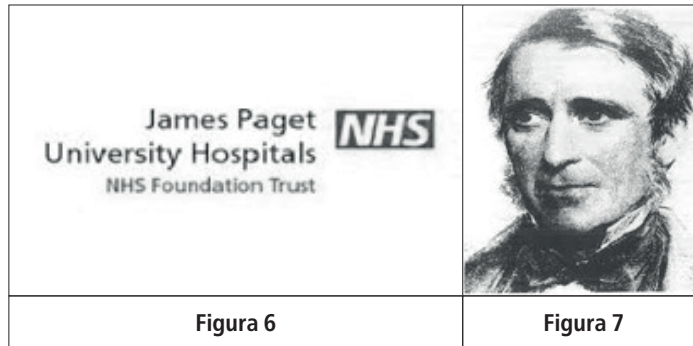 James Paget
University Hospitals
NHS Foundation Trust
NHS
Figura 6
Figura 7